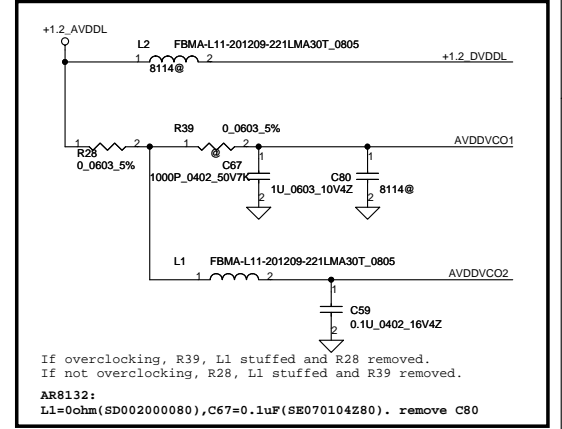 +1.2_AVDDL
L2 FBMA-L11-201209-221LMA30T_0805
1 2
8114@
+1.2_DVDDL
R39 0_0603_5%
1 2
@
AVDDVCO1
1 2
R28
0_0603_5%
C67
1000P_0402_50V7K
1
2
1U_0603_10V4Z
C80
1
2
8114@
L1 FBMA-L11-201209-221LMA30T_0805
1 2
AVDDVCO2
1
2
C59
0.1U_0402_16V4Z
If overclocking, R39, L1 stuffed and R28 removed.
If not overclocking, R28, L1 stuffed and R39 removed.
AR8132:
L1=0ohm(SD002000080),C67=0.1uF(SE070104Z80). remove C80